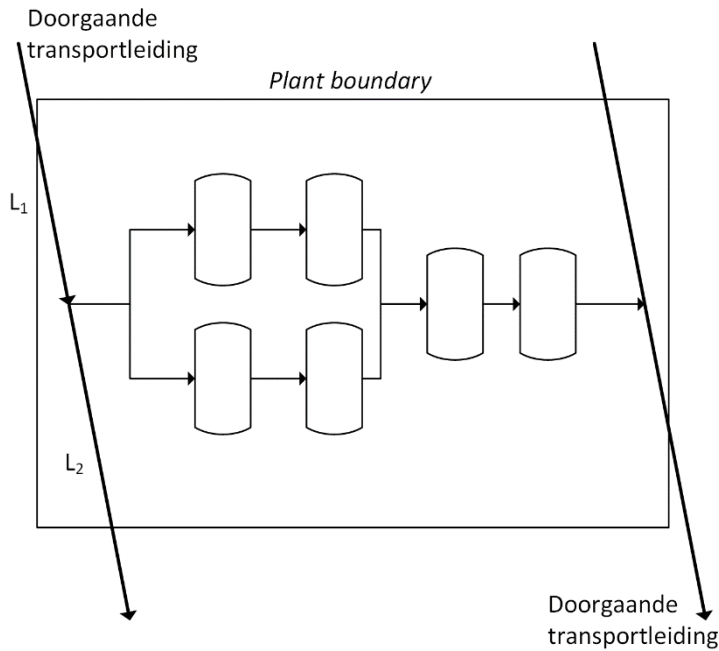 Doorgaande
transportleiding
Plant boundary
L₁
L₂
Doorgaande
transportleiding